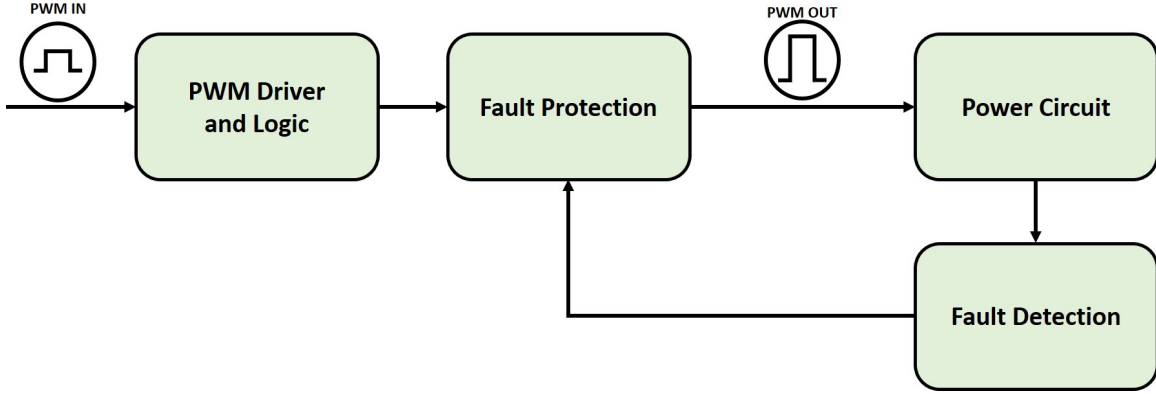 PWM IN
PWM OUT
PWM Driver
and Logic
Fault Protection
Power Circuit
Fault Detection